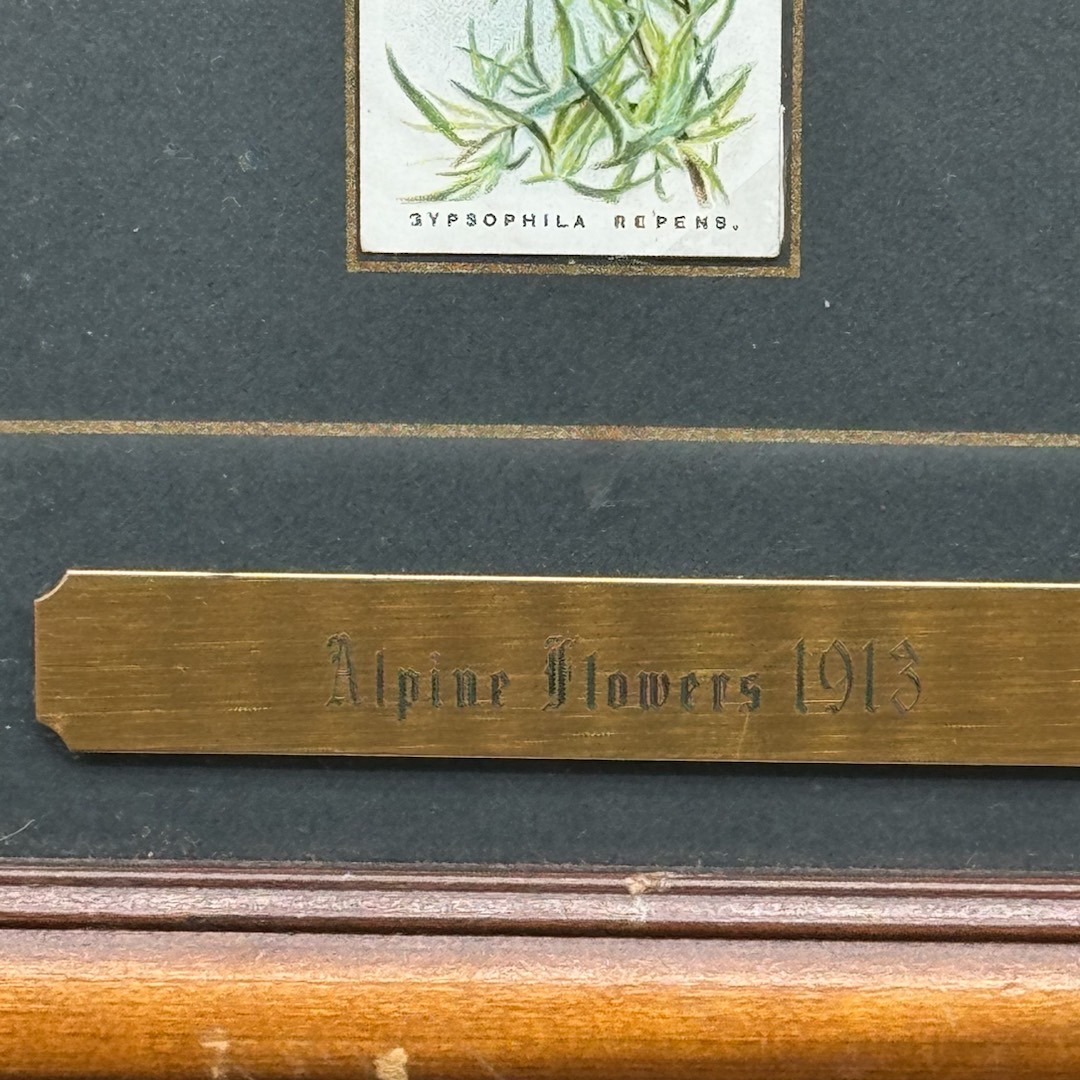 GYPSOPHILA REPENS.
Alpine Flowers 1913